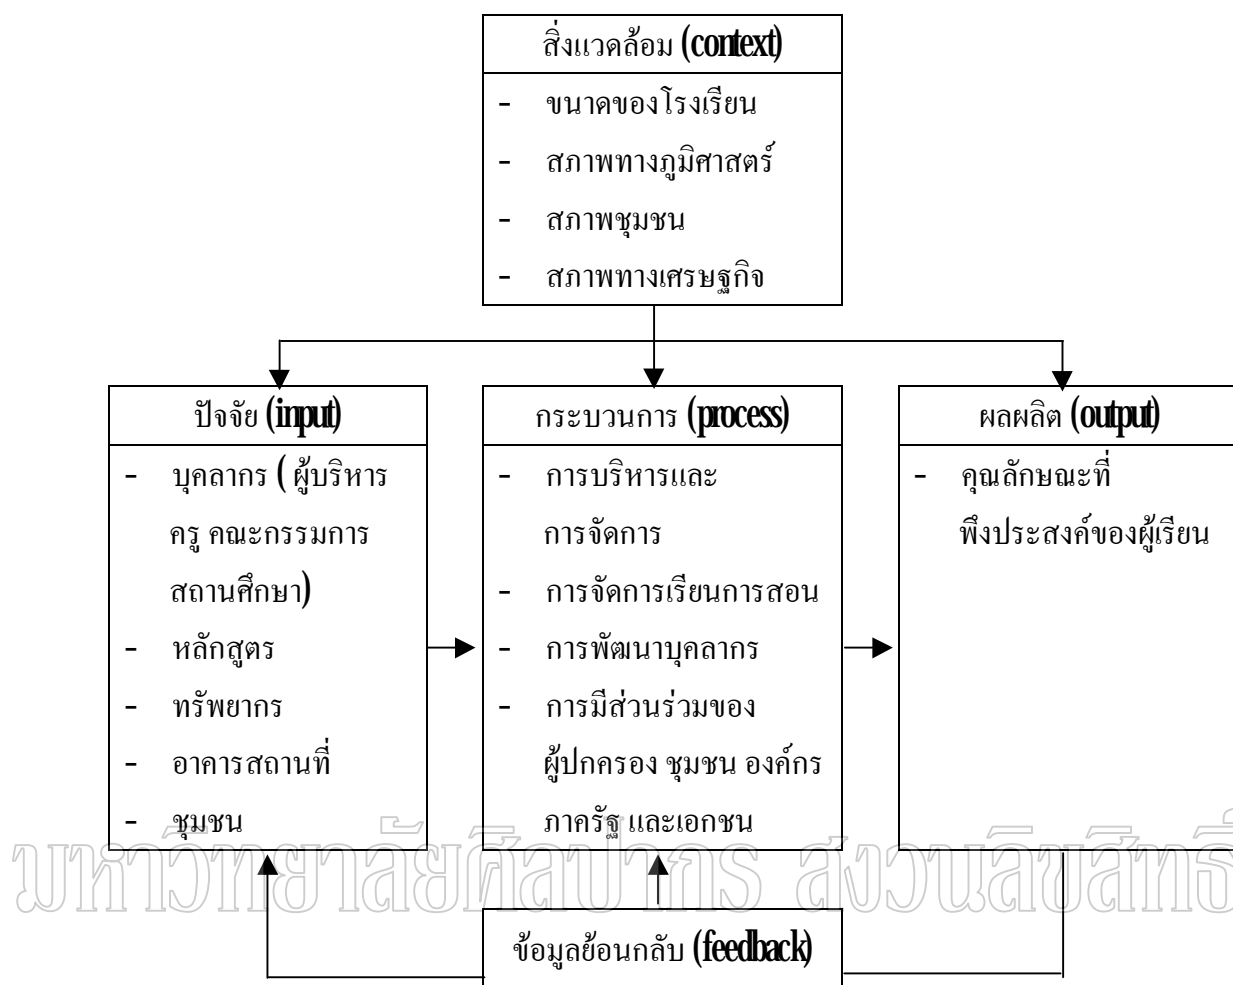 สิ่งแวดล้อม (context)
- ขนาดของโรงเรียน
- สภาพทางภูมิศาสตร์
- สภาพชุมชน
- สภาพทางเศรษฐกิจ
ปัจจัย (input)
- บุคลากร ( ผู้บริหาร
ครู คณะกรรมการ
สถานศึกษา)
- หลักสูตร
- ทรัพยากร
- อาคารสถานที่
- ชุมชน
กระบวนการ (process)
- การบริหารและ
การจัดการ
- การจัดการเรียนการสอน
- การพัฒนาบุคลากร
- การมีส่วนร่วมของ
ผู้ปกครอง ชุมชน องค์กร
ภาครัฐ และเอกชน
ผลผลิต (output)
- คุณลักษณะที่
พึงประสงค์ของผู้เรียน
มหาวิทยาลัยศิลปากร สงวนลิขสิทธิ์
ข้อมูลย้อนกลับ (feedback)